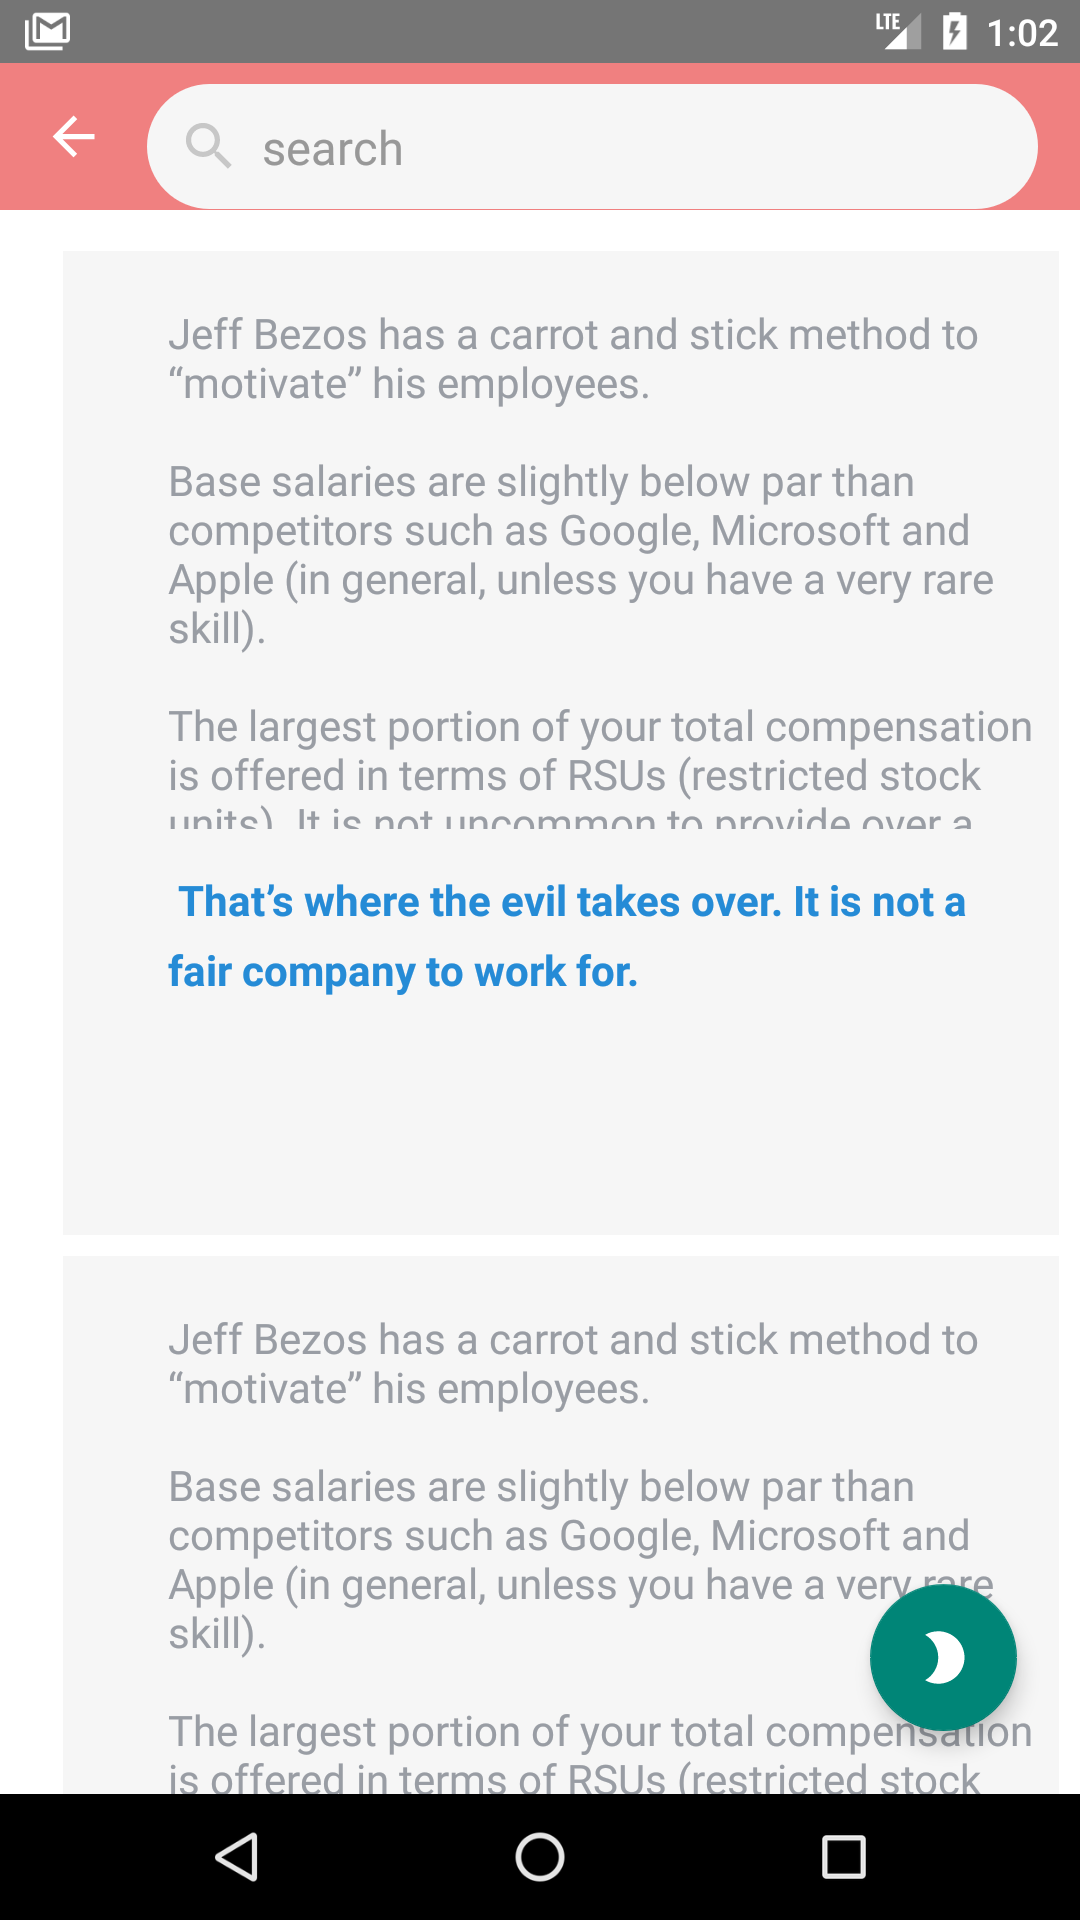 LTE 1:02
search
Jeff Bezos has a carrot and stick method to
“motivate” his employees.
Base salaries are slightly below par than
competitors such as Google, Microsoft and
Apple (in general, unless you have a very rare
skill).
The largest portion of your total compensation
is offered in terms of RSUs (restricted stock
units). It is not uncommon to provide over a
That’s where the evil takes over. It is not a
fair company to work for.
Jeff Bezos has a carrot and stick method to
“motivate” his employees.
Base salaries are slightly below par than
competitors such as Google, Microsoft and
Apple (in general, unless you have a very rare
skill).
The largest portion of your total compensation
is offered in terms of RSUs (restricted stock